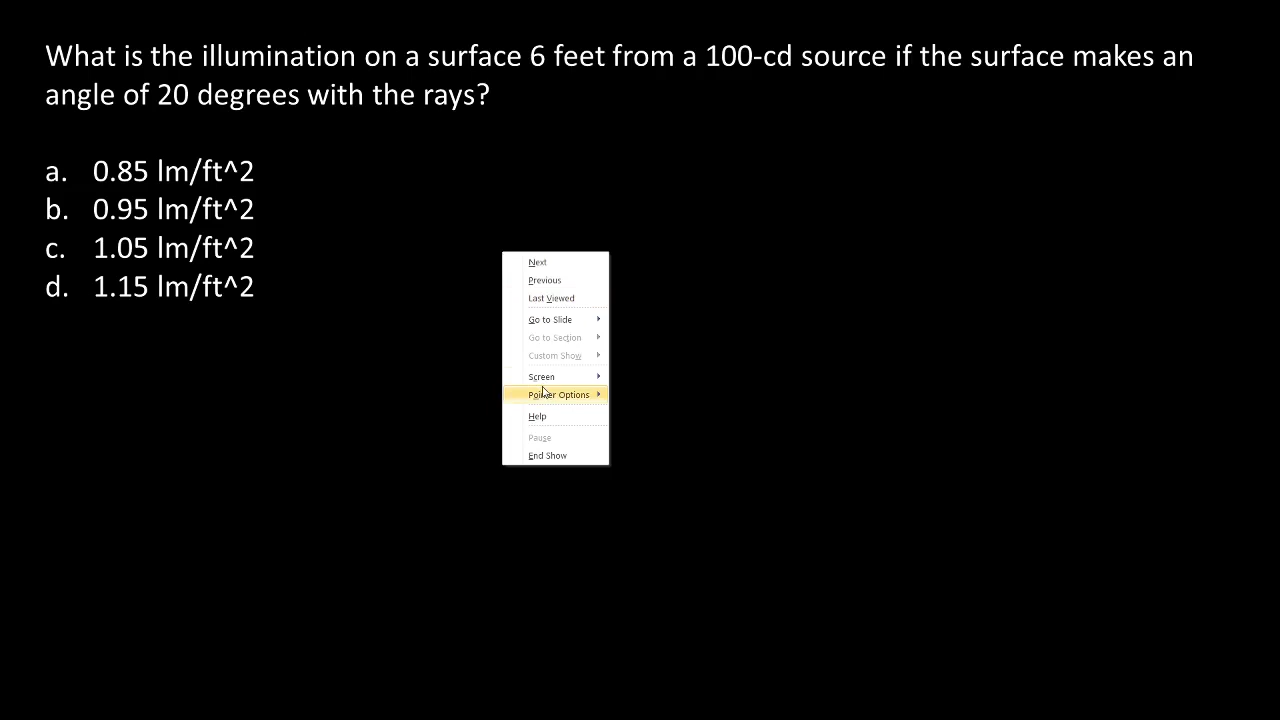 What is the illumination on a surface 6 feet from a 100-cd source if the surface makes an
angle of 20 degrees with the rays?
a. 0.85 lm/ft^2
b. 0.95 lm/ft^2
c. 1.05 lm/ft^2
d. 1.15 lm/ft^2
Next
Previous
Last Viewed
Go to Slide
Go to Section
Custom Show
Screen
Pointer Options
Help
Pause
End Show